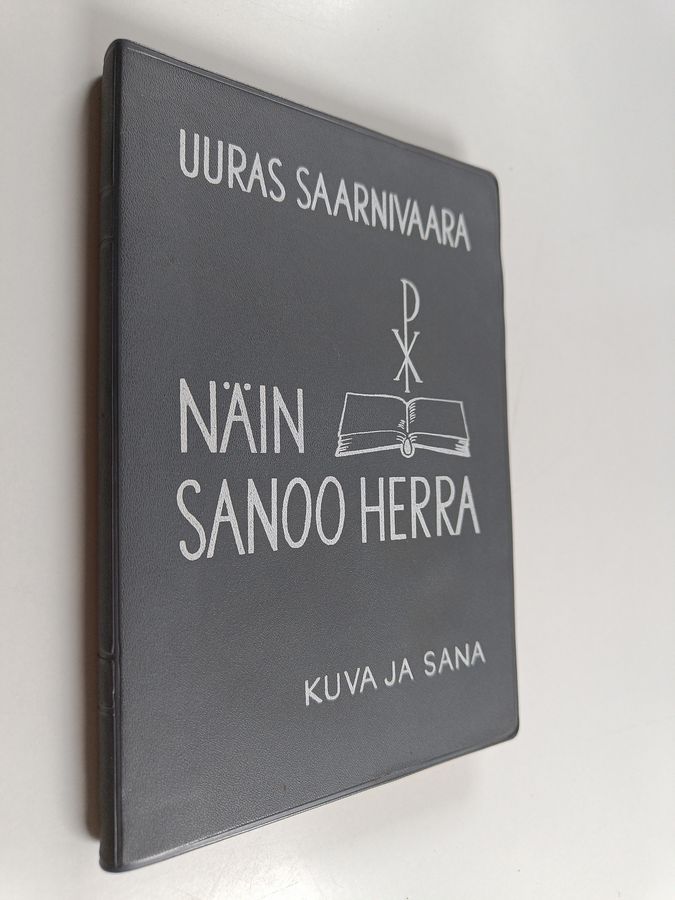 UURAS SAARNIVAARA
NÄIN
SANOO HERRA
KUVA JA SANA